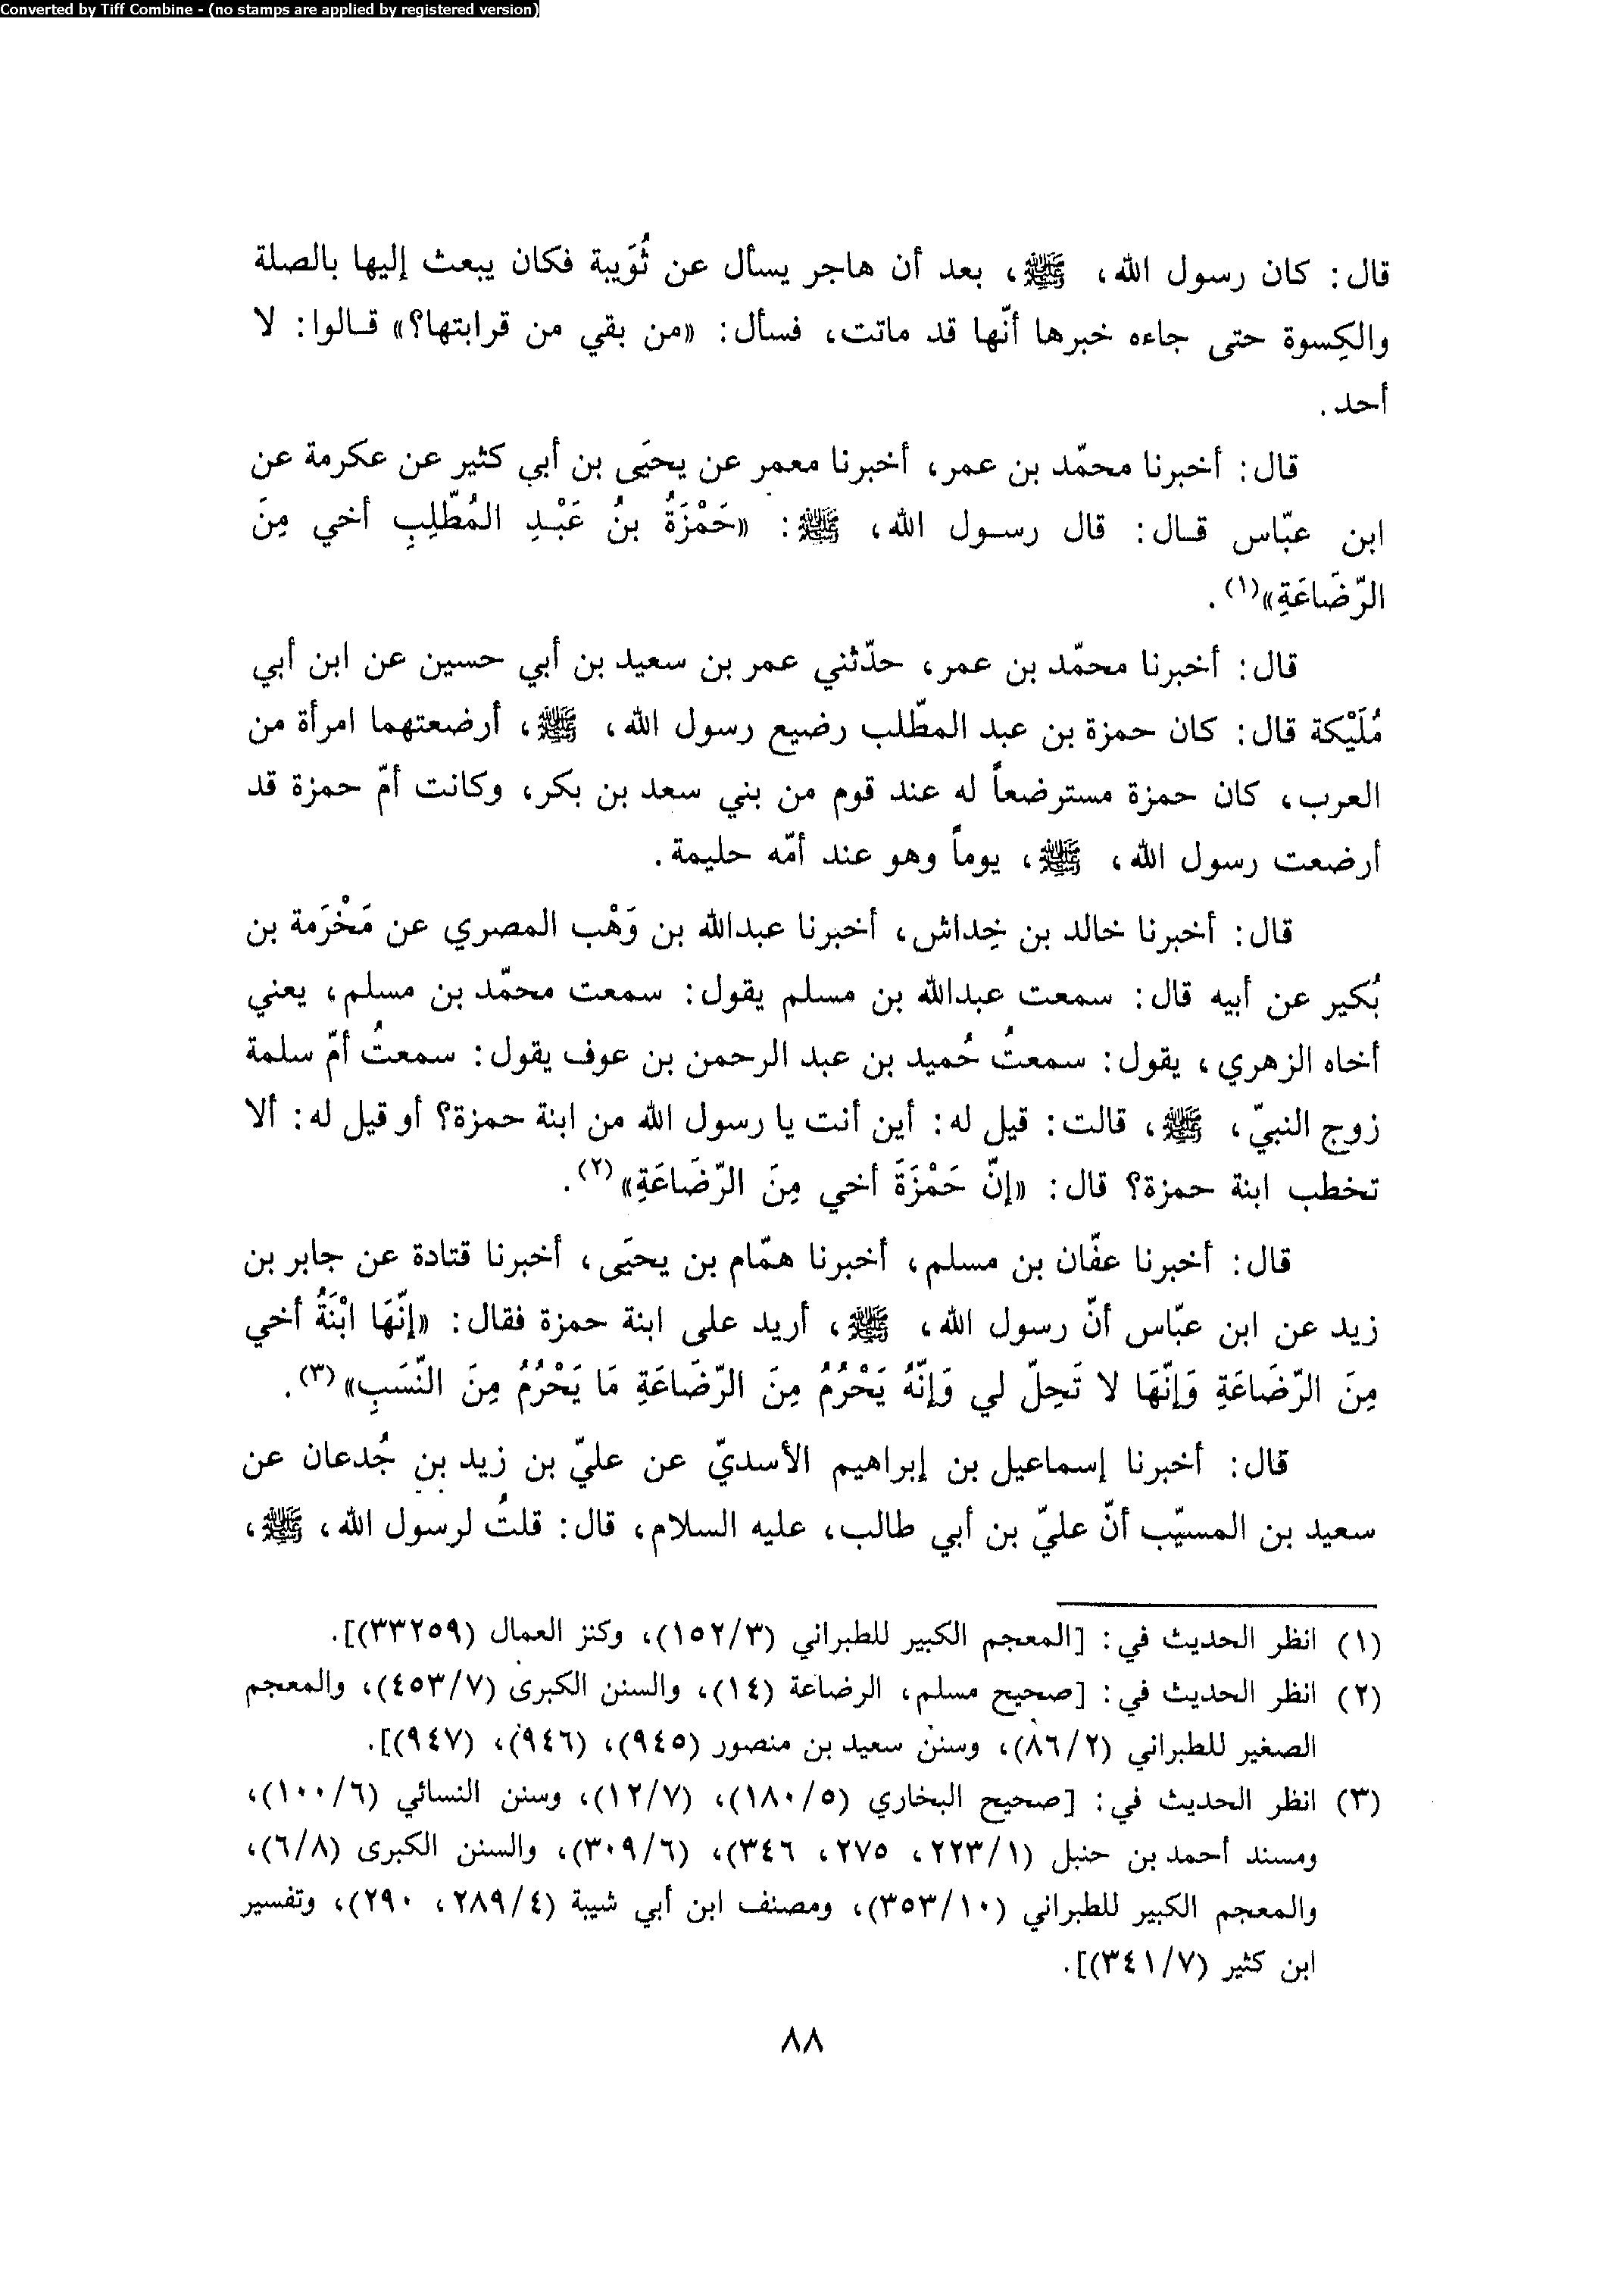 Converted by Tiff Combine - (no stamps are applied by registered version)
قال: كان رسول الله، ﷺ، بعد أن هاجر يسأل عن ثُوَيبة فكان يبعث إليها بالصلة
والكِسوة حتى جاءه خبرها أنّها قد ماتت، فسأل: «من بقي من قرابتها؟» قالوا: لا
أحد.
قال: أخبرنا محمّد بن عمر، أخبرنا معمر عن يحيَى بن أبي كثير عن عكرمة عن
ابن عبّاس قال: قال رسول الله، ﷺ: «حَمْزَةُ بنُ عَبْدِ المُطّلِبِ أخي مِنَ
الرّضَاعَةِ»(١).
قال: أخبرنا محمّد بن عمر، حدّثني عمر بن سعيد بن أبي حسين عن ابن أبي
مُلَيْكة قال: كان حمزة بن عبد المطّلب رضيع رسول الله، ﷺ، أرضعتهما امرأة من
العرب، كان حمزة مسترضعاً له عند قوم من بني سعد بن بكر، وكانت أمّ حمزة قد
أرضعت رسول الله، ﷺ، يوماً وهو عند أمّه حليمة.
قال: أخبرنا خالد بن خِداش، أخبرنا عبدالله بن وَهْب المصري عن مَخْرَمة بن
بُكير عن أبيه قال: سمعت عبدالله بن مسلم يقول: سمعت محمّد بن مسلم، يعني
أخاه الزهري، يقول: سمعتُ حُميد بن عبد الرحمن بن عوف يقول: سمعتُ أمّ سلمة
زوج النبيّ، ﷺ، قالت: قيل له: أين أنت يا رسول الله من ابنة حمزة؟ أو قيل له: ألا
تخطب ابنة حمزة؟ قال: «إنّ حَمْزَةَ أخي مِنَ الرّضَاعَةِ»(٢).
قال: أخبرنا عفّان بن مسلم، أخبرنا همّام بن يحيَى، أخبرنا قتادة عن جابر بن
زيد عن ابن عبّاس أنّ رسول الله، ﷺ، أريد على ابنة حمزة فقال: «إنّهَا ابْنَةُ أخي
مِنَ الرّضَاعَةِ وَإنّهَا لا تَحِلّ لي وَإنّهُ يَحْرُمُ مِنَ الرّضَاعَةِ مَا يَحْرُمُ مِنَ النّسَبِ»(٣).
قال: أخبرنا إسماعيل بن إبراهيم الأسديّ عن عليّ بن زيد بن جُدعان عن
سعيد بن المسيّب أنّ عليّ بن أبي طالب، عليه السلام، قال: قلتُ لرسول الله، ﷺ،
(١) انظر الحديث في: [المعجم الكبير للطبراني (١٥٢/٣)، وكنز العمال (٣٣٢٥٩)].
(٢) انظر الحديث في: [صحيح مسلم، الرضاعة (١٤)، والسنن الكبرى (٤٥٣/٧)، والمعجم
الصغير للطبراني (٨٦/٢)، وسنن سعيد بن منصور (٩٤٥)، (٩٤٦)، (٩٤٧)].
(٣) انظر الحديث في: [صحيح البخاري (١٨٠/٥)، (١٢/٧)، وسنن النسائي (١٠٠/٦)،
ومسند أحمد بن حنبل (٢٢٣/١، ٢٧٥، ٣٤٦)، (٣٠٩/٦)، والسنن الكبرى (٦/٨)،
والمعجم الكبير للطبراني (٣٥٣/١٠)، ومصنف ابن أبي شيبة (٢٨٩/٤، ٢٩٠)، وتفسير
ابن كثير (٣٤١/٧)].
٨٨